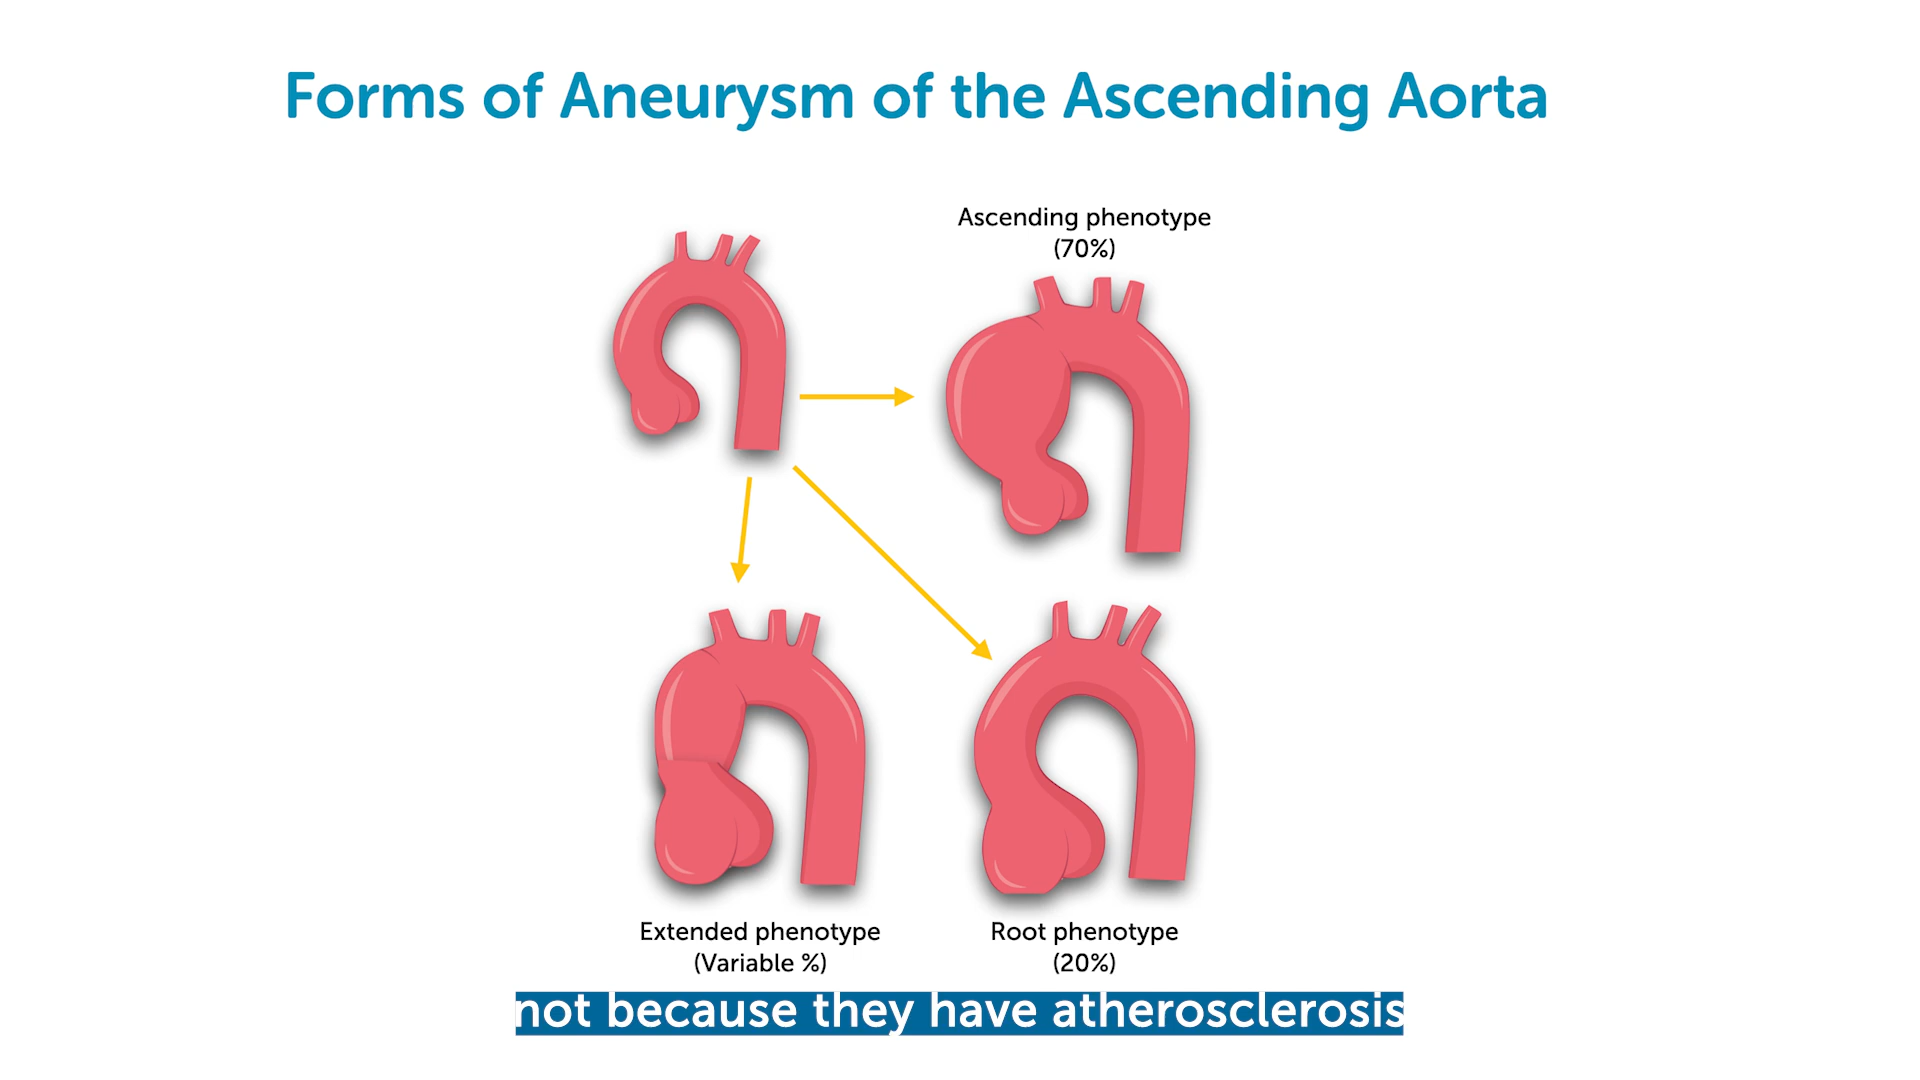 Forms of Aneurysm of the Ascending Aorta
Ascending phenotype
(70%)
Extended phenotype
(Variable %)
Root phenotype
(20%)
not because they have atherosclerosis